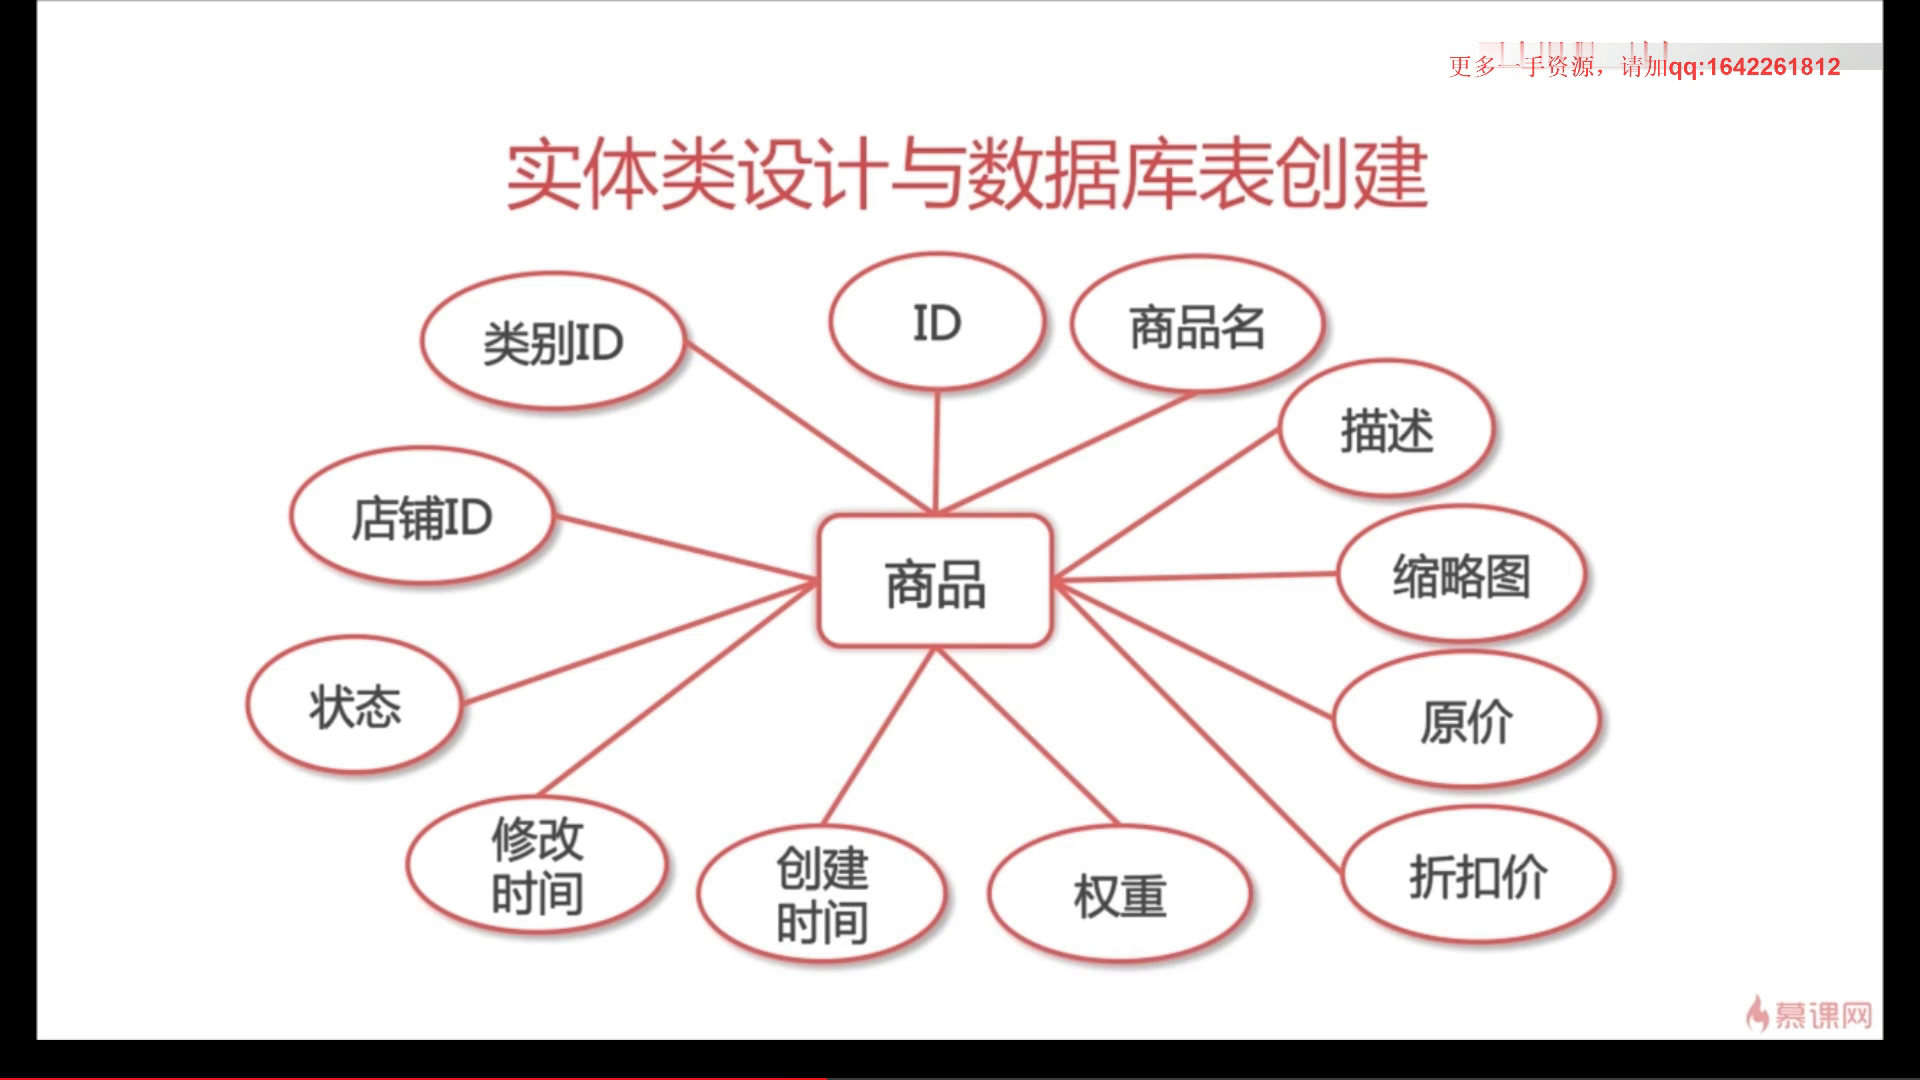 更多一手资源，请加qq:1642261812
实体类设计与数据库表创建
类别ID
ID
商品名
描述
店铺ID
商品
缩略图
状态
原价
修改
时间
创建
时间
权重
折扣价
慕课网